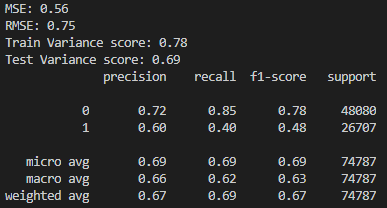 MSE: 0.56
RMSE: 0.75
Train Variance score: 0.78
Test Variance score: 0.69
precision recall f1-score support
0 0.72 0.85 0.78 48080
1 0.60 0.40 0.48 26707
micro avg 0.69 0.69 0.69 74787
macro avg 0.66 0.62 0.63 74787
weighted avg 0.67 0.69 0.67 74787